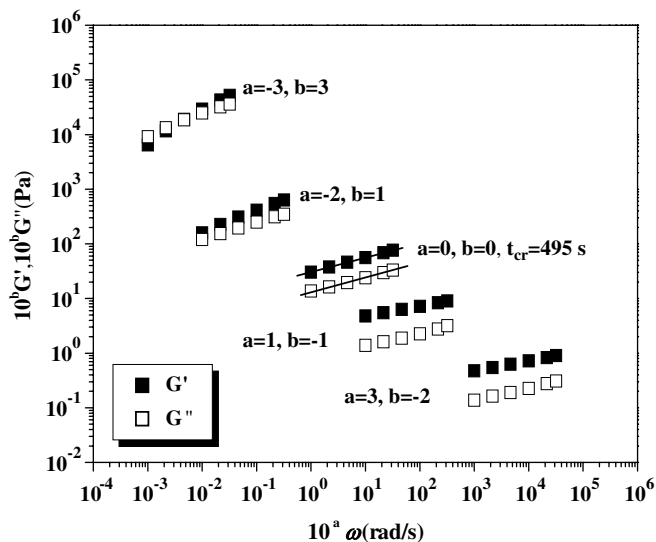 10^6
10^5
10^4
10^3
10^2
10^1
10^0
10^-1
10^-2
10^bG',10^bG"(Pa)
a=-3, b=3
a=-2, b=1
a=0, b=0, t_cr=495 s
a=1, b=-1
a=3, b=-2
G'
G"
10^-4 10^-3 10^-2 10^-1 10^0 10^1 10^2 10^3 10^4 10^5 10^6
10^a ω(rad/s)